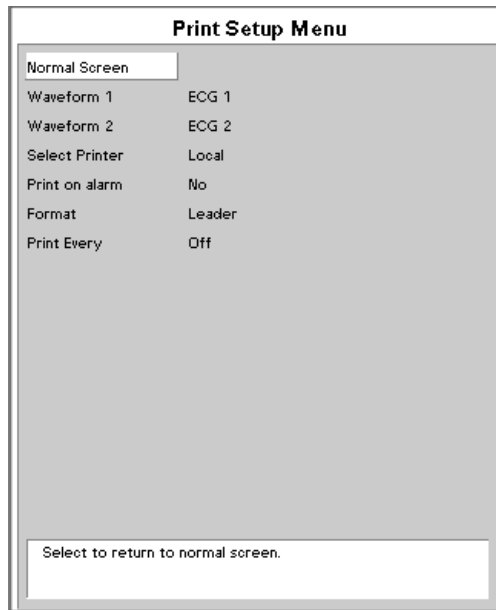 Print Setup Menu
Normal Screen
Waveform 1 ECG 1
Waveform 2 ECG 2
Select Printer Local
Print on alarm No
Format Leader
Print Every Off
Select to return to normal screen.